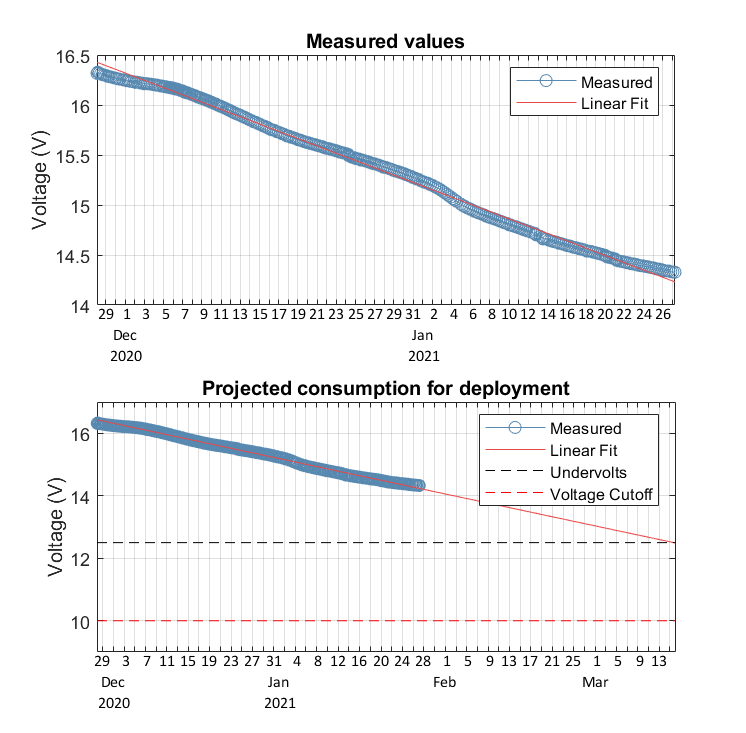 Measured values
Voltage (V)
16.5
16
15.5
15
14.5
14
Measured
Linear Fit
29 1 3 5 7 9 11 13 15 17 19 21 23 25 27 29 31 2 4 6 8 10 12 14 16 18 20 22 24 26
Dec Jan
2020 2021
Projected consumption for deployment
Voltage (V)
16
14
12
10
Measured
Linear Fit
Undervolts
Voltage Cutoff
29 3 7 11 15 19 23 27 31 4 8 12 16 20 24 28 1 5 9 13 17 21 25 1 5 9 13
Dec Jan Feb Mar
2020 2021